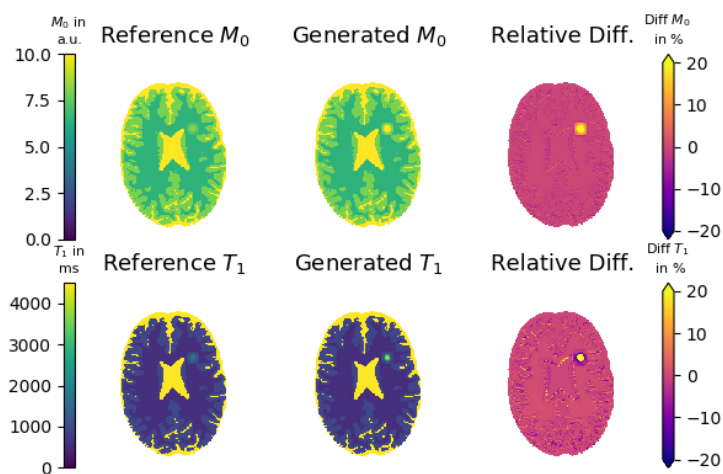 M₀ in
a.u.
Reference M₀
Generated M₀
Relative Diff.
Diff M₀
in %
10.0
7.5
5.0
2.5
0.0
20
10
0
−10
−20
T₁ in
ms
Reference T₁
Generated T₁
Relative Diff.
Diff T₁
in %
4000
3000
2000
1000
0
20
10
0
−10
−20